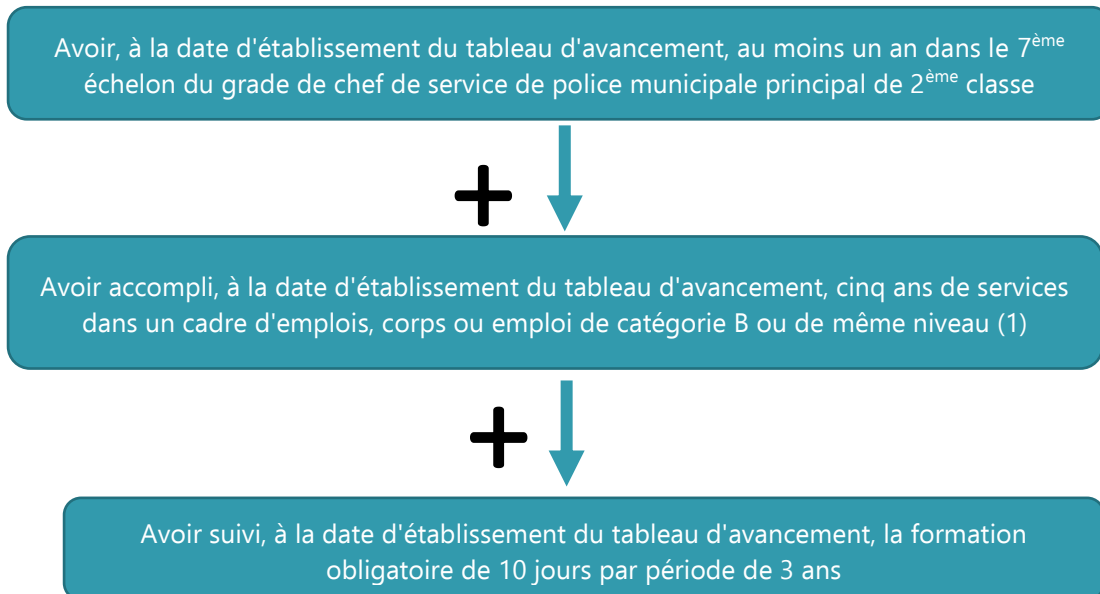 Avoir, à la date d'établissement du tableau d'avancement, au moins un an dans le 7ème
échelon du grade de chef de service de police municipale principal de 2ème classe
+
Avoir accompli, à la date d'établissement du tableau d'avancement, cinq ans de services
dans un cadre d'emplois, corps ou emploi de catégorie B ou de même niveau (1)
+
Avoir suivi, à la date d'établissement du tableau d'avancement, la formation
obligatoire de 10 jours par période de 3 ans